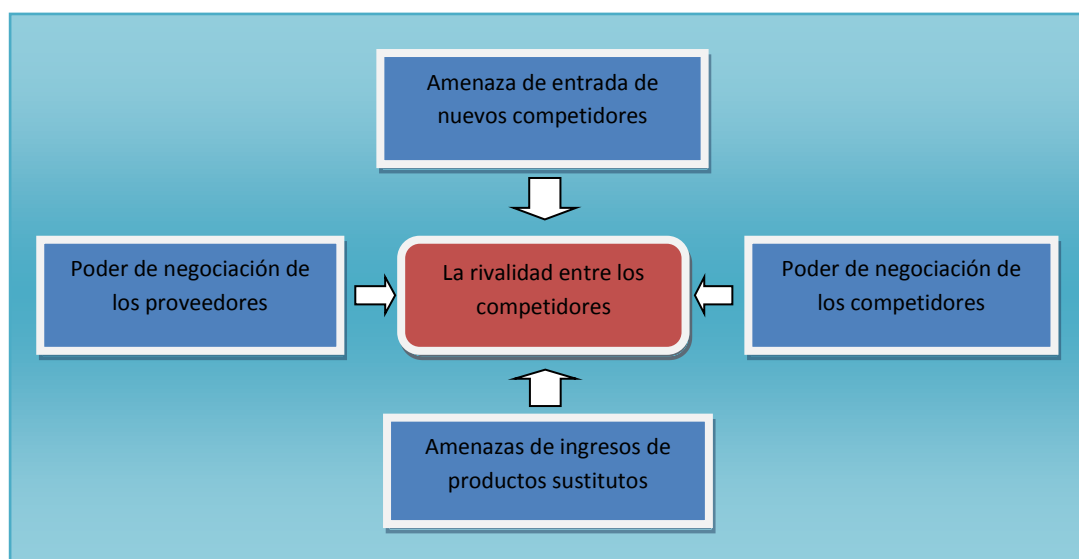 Amenaza de entrada de
nuevos competidores
Poder de negociación de
los proveedores
La rivalidad entre los
competidores
Poder de negociación de
los competidores
Amenazas de ingresos de
productos sustitutos